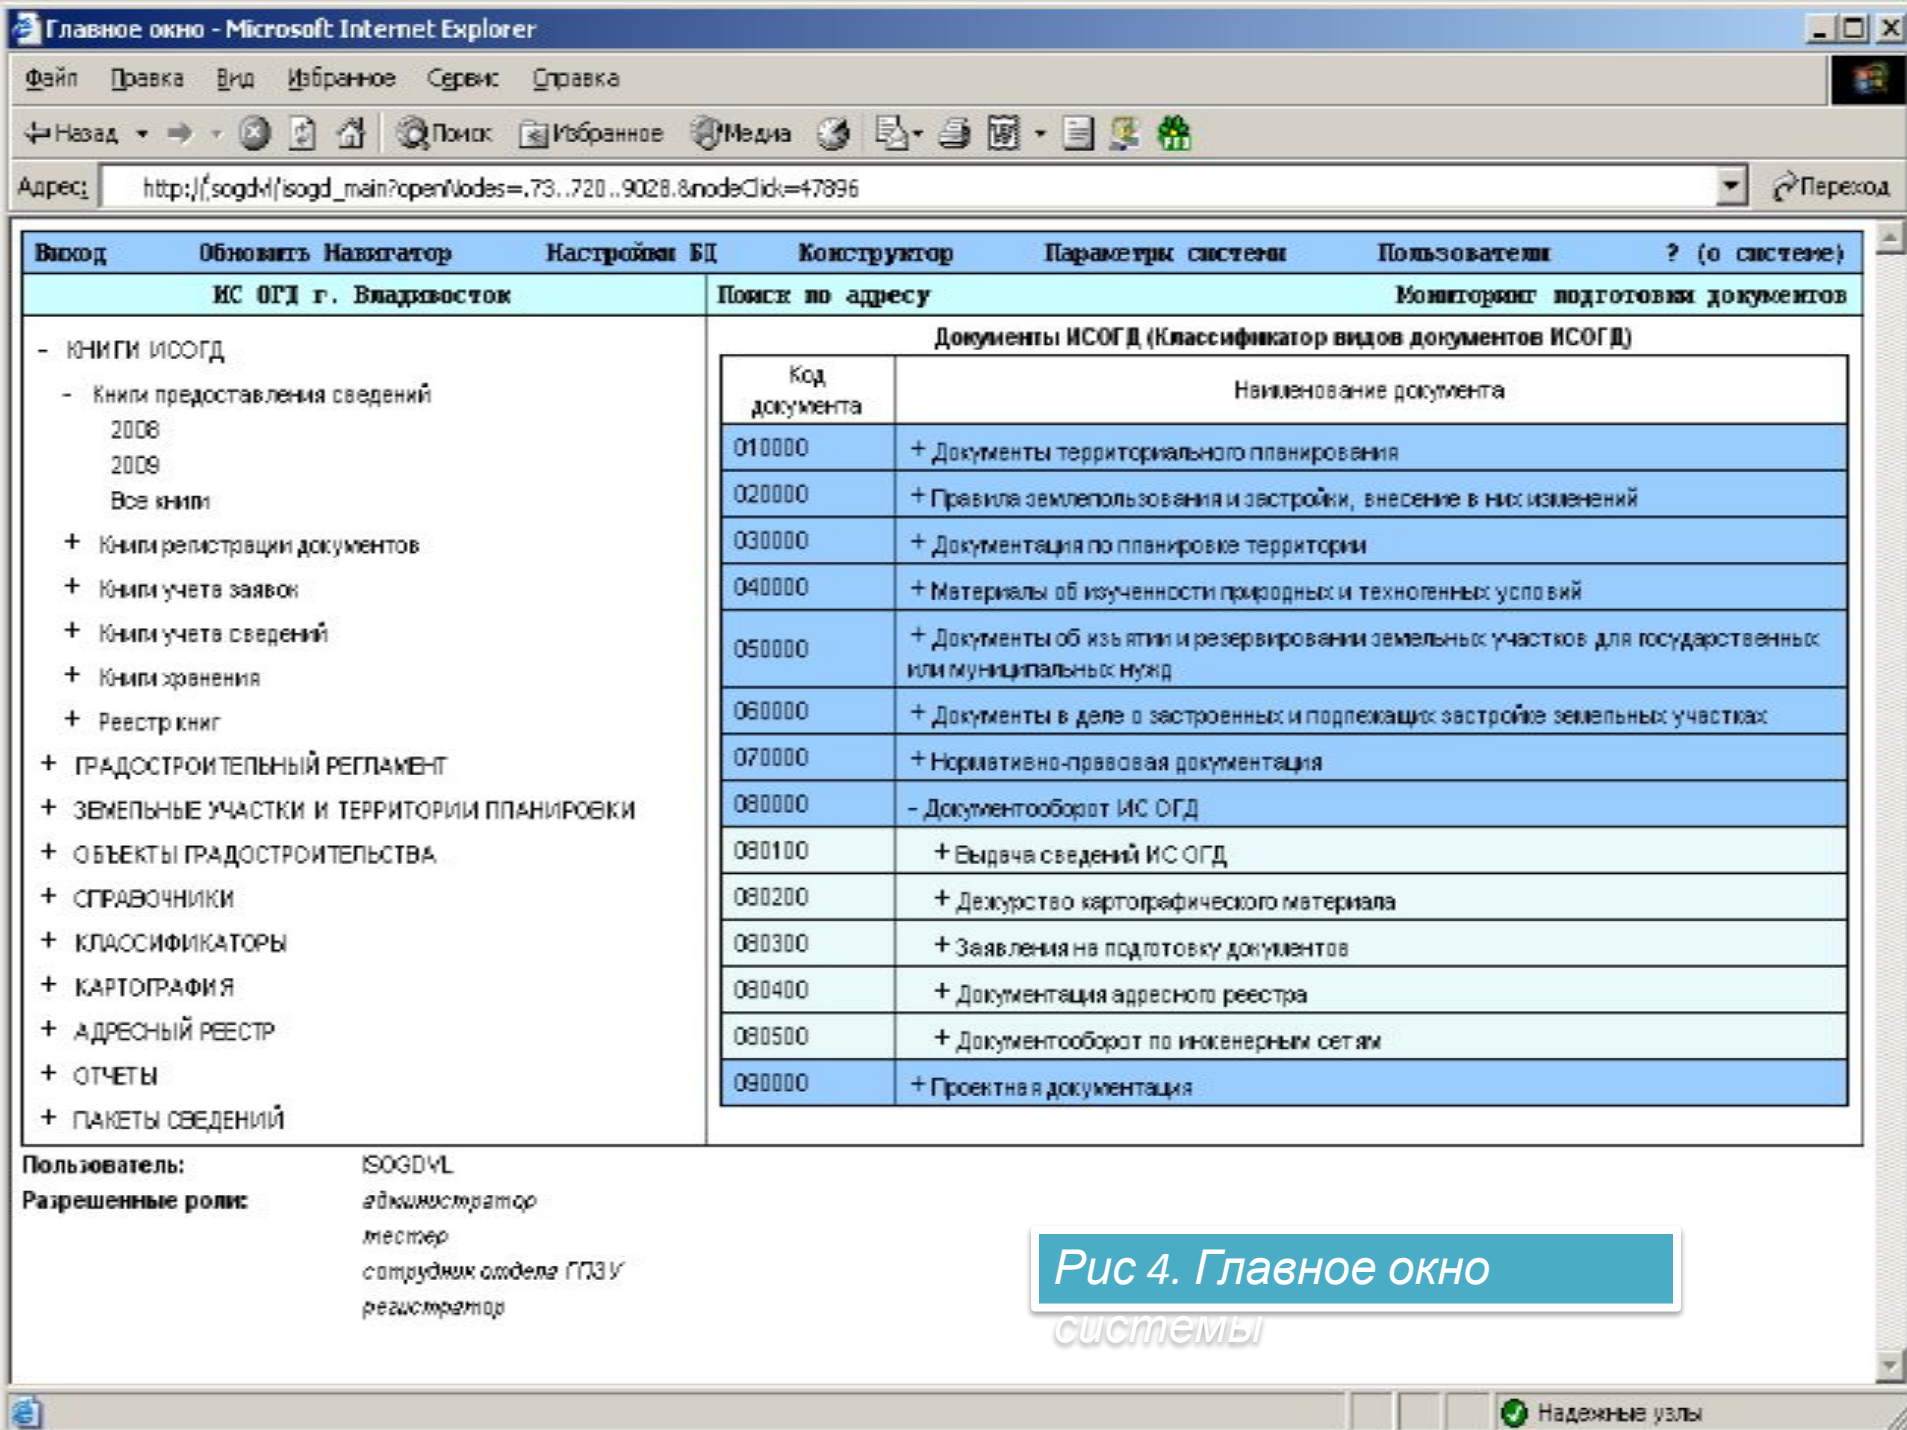 Главное окно - Microsoft Internet Explorer
Файл Правка Вид Избранное Сервис Справка
Назад Поиск Избранное Медиа
Адрес: http://sogdvl/isogd_main?openNodes=.73..720..9028.&nodeClick=47896 Переход
Выход Обновить Навигатор Настройки БД Конструктор Параметры системы Пользователи ? (о системе)
ИС ОГД г. Владивосток Поиск по адресу Мониторинг подготовки документов
- КНИГИ ИСОГД
- Книги предоставления сведений
2008
2009
Все книги
+ Книги регистрации документов
+ Книги учета заявок
+ Книги учета сведений
+ Книги хранения
+ Реестр книг
+ ГРАДОСТРОИТЕЛЬНЫЙ РЕГЛАМЕНТ
+ ЗЕМЕЛЬНЫЕ УЧАСТКИ И ТЕРРИТОРИИ ПЛАНИРОВКИ
+ ОБЪЕКТЫ ГРАДОСТРОИТЕЛЬСТВА
+ СПРАВОЧНИКИ
+ КЛАССИФИКАТОРЫ
+ КАРТОГРАФИЯ
+ АДРЕСНЫЙ РЕЕСТР
+ ОТЧЕТЫ
+ ПАКЕТЫ СВЕДЕНИЙ
Документы ИСОГД (Классификатор видов документов ИСОГД)
Код
документа
Наименование документа
010000 + Документы территориального планирования
020000 + Правила землепользования и застройки, внесение в них изменений
030000 + Документация по планировке территории
040000 + Материалы об изученности природных и техногенных условий
050000 + Документы об изъятии и резервировании земельных участков для государственных
или муниципальных нужд
060000 + Документы в деле о застроенных и подлежащих застройке земельных участках
070000 + Нормативно-правовая документация
080000 - Документооборот ИС ОГД
080100 + Выдача сведений ИС ОГД
080200 + Дежурство картографического материала
080300 + Заявления на подготовку документов
080400 + Документация адресного реестра
080500 + Документооборот по инженерным сетям
090000 + Проектная документация
Пользователь: ISOGDVL
Разрешенные роли: администратор
тестер
сотрудник отдела ГПЗУ
регистратор
Рис 4. Главное окно
системы
Надежные узлы